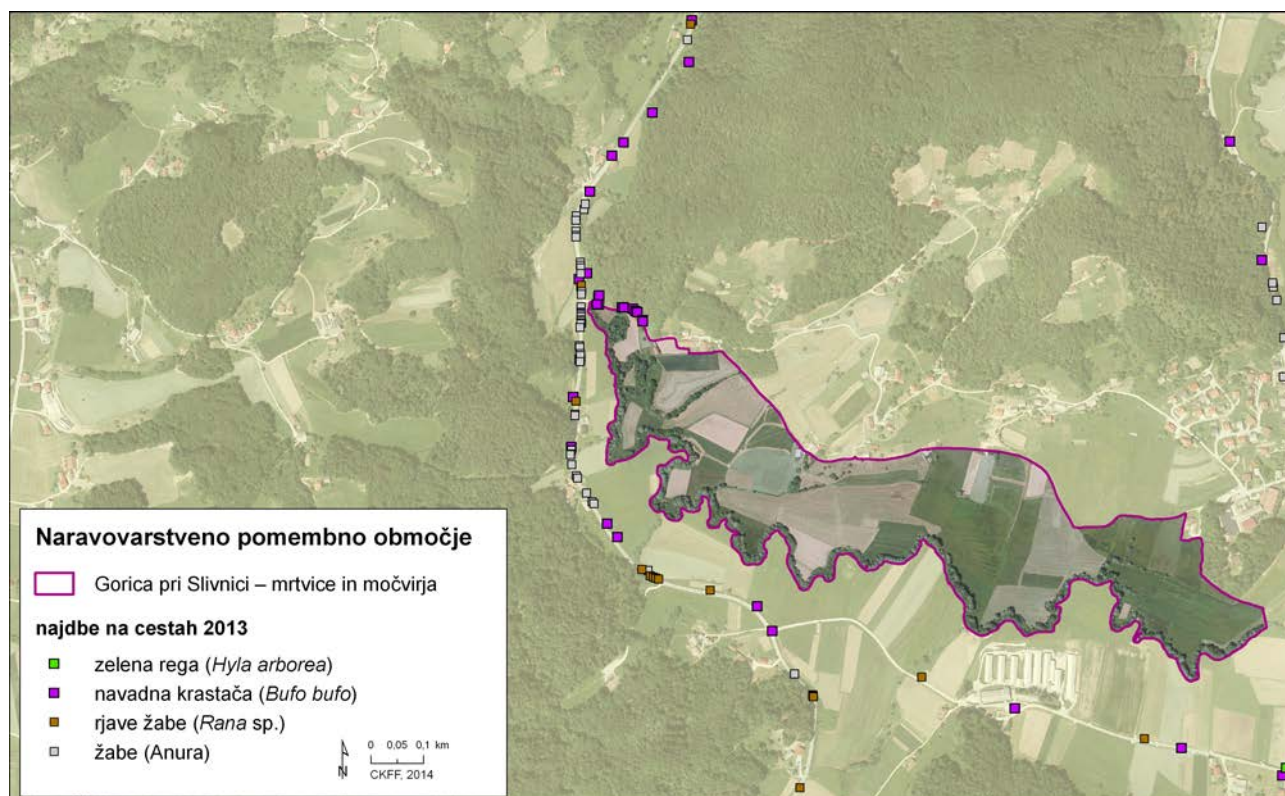 Naravovarstveno pomembno območje
Gorica pri Slivnici – mrtvice in močvirja
najdbe na cestah 2013
zelena rega (Hyla arborea)
navadna krastača (Bufo bufo)
rjave žabe (Rana sp.)
žabe (Anura)
N
0 0,05 0,1 km
CKFF, 2014